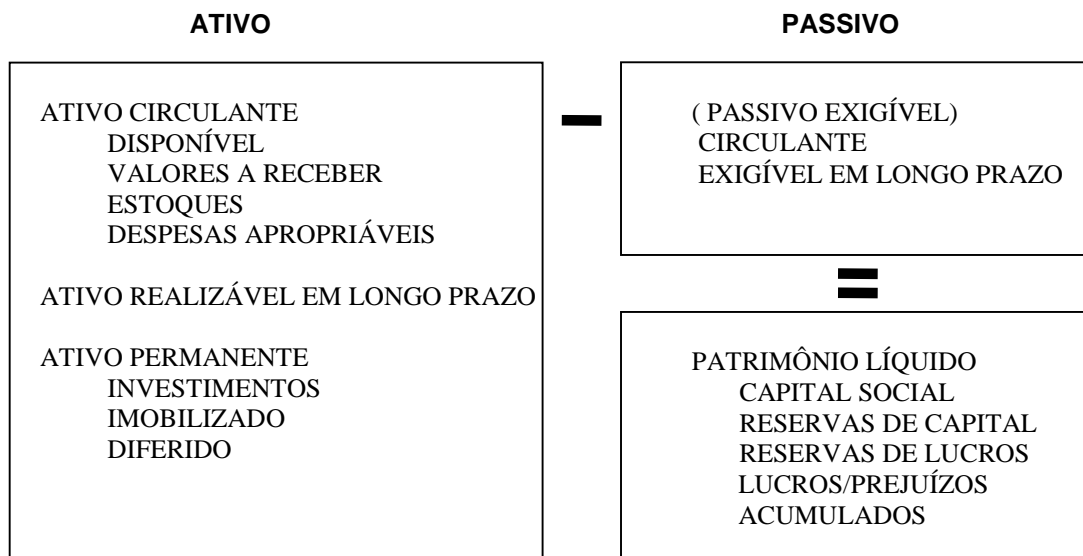 ATIVO
PASSIVO
ATIVO CIRCULANTE
DISPONÍVEL
VALORES A RECEBER
ESTOQUES
DESPESAS APROPRIÁVEIS
ATIVO REALIZÁVEL EM LONGO PRAZO
ATIVO PERMANENTE
INVESTIMENTOS
IMOBILIZADO
DIFERIDO
–
( PASSIVO EXIGÍVEL)
CIRCULANTE
EXIGÍVEL EM LONGO PRAZO
=
PATRIMÔNIO LÍQUIDO
CAPITAL SOCIAL
RESERVAS DE CAPITAL
RESERVAS DE LUCROS
LUCROS/PREJUÍZOS
ACUMULADOS